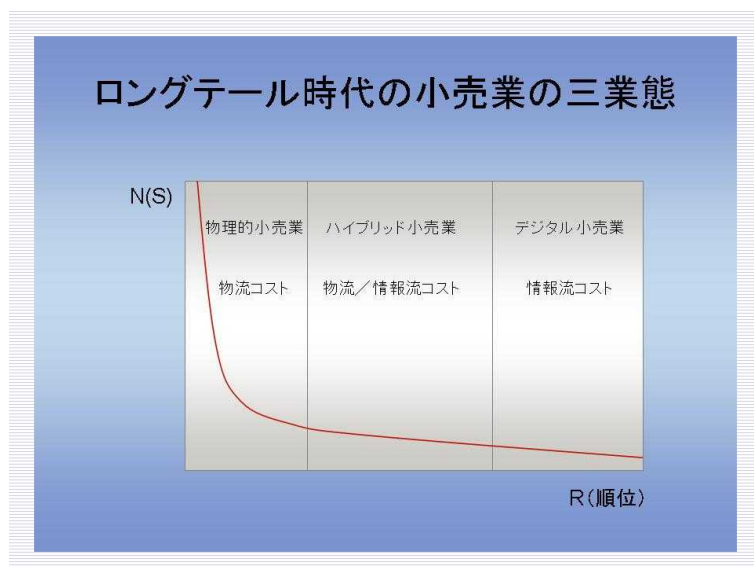 ロングテール時代の小売業の三業態
N(S)
物理的小売業
ハイブリッド小売業
デジタル小売業
物流コスト
物流／情報流コスト
情報流コスト
R(順位)